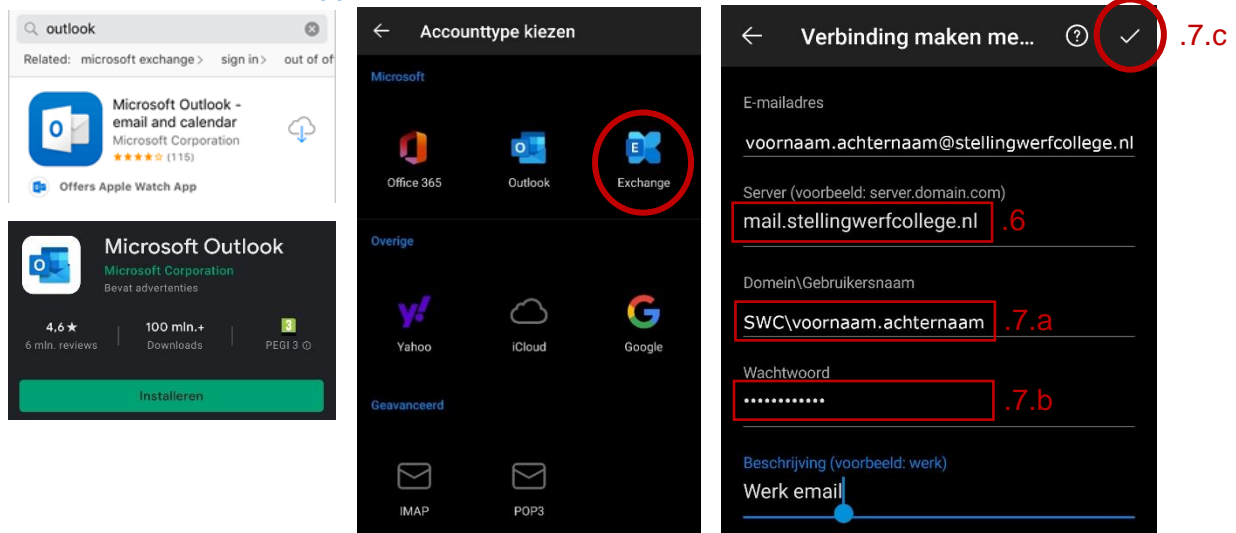 outlook
Related: microsoft exchange > sign in > out of of
Microsoft Outlook -
email and calendar
Microsoft Corporation
★★★★☆ (115)
Offers Apple Watch App
Microsoft Outlook
Microsoft Corporation
Bevat advertenties
4,6 ★ 100 mln.+ 3
6 mln. reviews Downloads PEGI 3
Installeren
Accounttype kiezen
Microsoft
Office 365 Outlook Exchange
Overige
Yahoo iCloud Google
Geavanceerd
IMAP POP3
Verbinding maken me... .7.c
E-mailadres
voornaam.achternaam@stellingwerfcollege.nl
Server (voorbeeld: server.domain.com)
mail.stellingwerfcollege.nl .6
Domein\Gebruikersnaam
SWC\voornaam.achternaam .7.a
Wachtwoord
•••••••••••• .7.b
Beschrijving (voorbeeld: werk)
Werk email